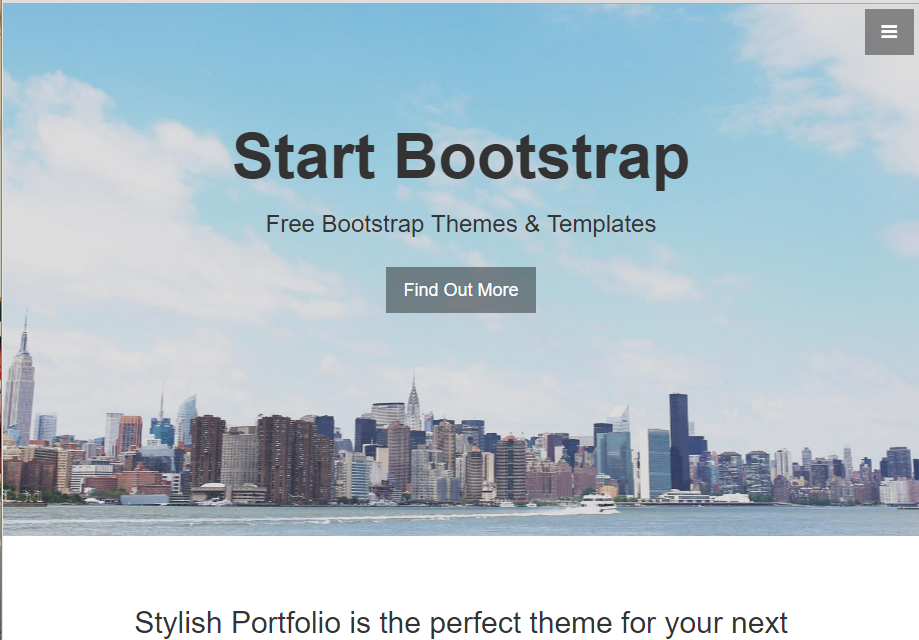 Start Bootstrap
Free Bootstrap Themes & Templates
Find Out More
Stylish Portfolio is the perfect theme for your next